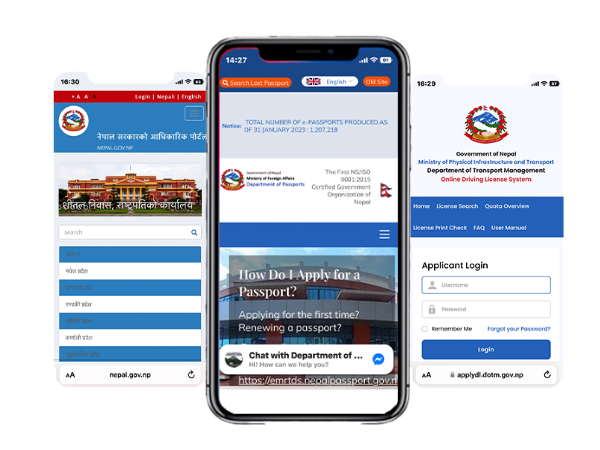 16:30
+ A A A
Login | Nepali | English
नेपाल सरकारको आधिकारिक पोर्टल
NEPAL.GOV.NP
शीतल निवास, राष्ट्रपतिको कार्यालय
search
मधेश प्रदेश
गण्डकी प्रदेश
कर्णाली प्रदेश
AA
nepal.gov.np
14:27
61
Search Lost Passport
English
Old Site
Notice:
TOTAL NUMBER OF e-PASSPORTS PRODUCED AS
OF 31 JANUARY 2023 : 1,207,218
Government of Nepal
Ministry of Foreign Affairs
Department of Passports
The First NS/ISO
9001:2015
Certified Government
Organization of
Nepal
How Do I Apply for a
Passport?
Applying for the first time?
Renewing a passport?
Chat with Department of ...
Hi! How can we help you?
https://emrtds.nepalpassport.gov.n
16:29
67
Government of Nepal
Ministry of Physical Infrastructure and Transport
Department of Transport Management
Online Driving License System
Home License Search Quota Overview
License Print Check FAQ User Manual
Applicant Login
Username
Password
Remember Me
Forgot your Password?
Login
AA
applydl.dotm.gov.np